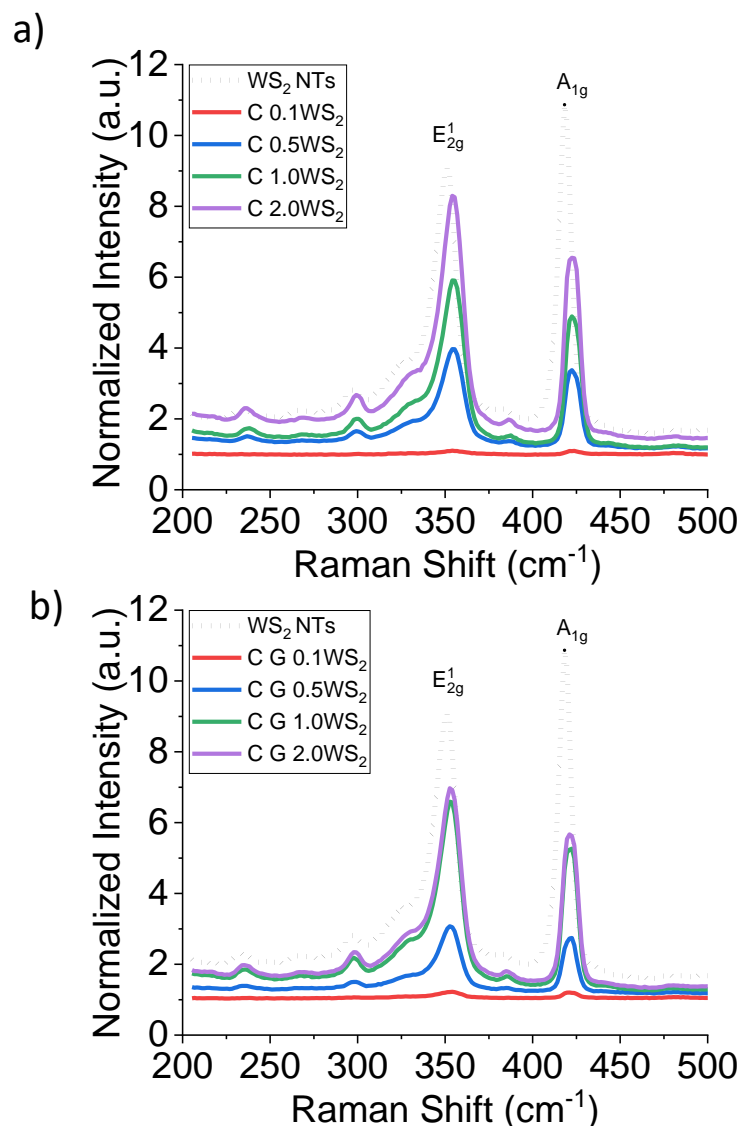 a)
Normalized Intensity (a.u.)
12
10
8
6
4
2
0
WS₂ NTs
C 0.1WS₂
C 0.5WS₂
C 1.0WS₂
C 2.0WS₂
E¹₂g
A₁g
200 250 300 350 400 450 500
Raman Shift (cm⁻¹)
b)
Normalized Intensity (a.u.)
12
10
8
6
4
2
0
WS₂ NTs
C G 0.1WS₂
C G 0.5WS₂
C G 1.0WS₂
C G 2.0WS₂
E¹₂g
A₁g
200 250 300 350 400 450 500
Raman Shift (cm⁻¹)